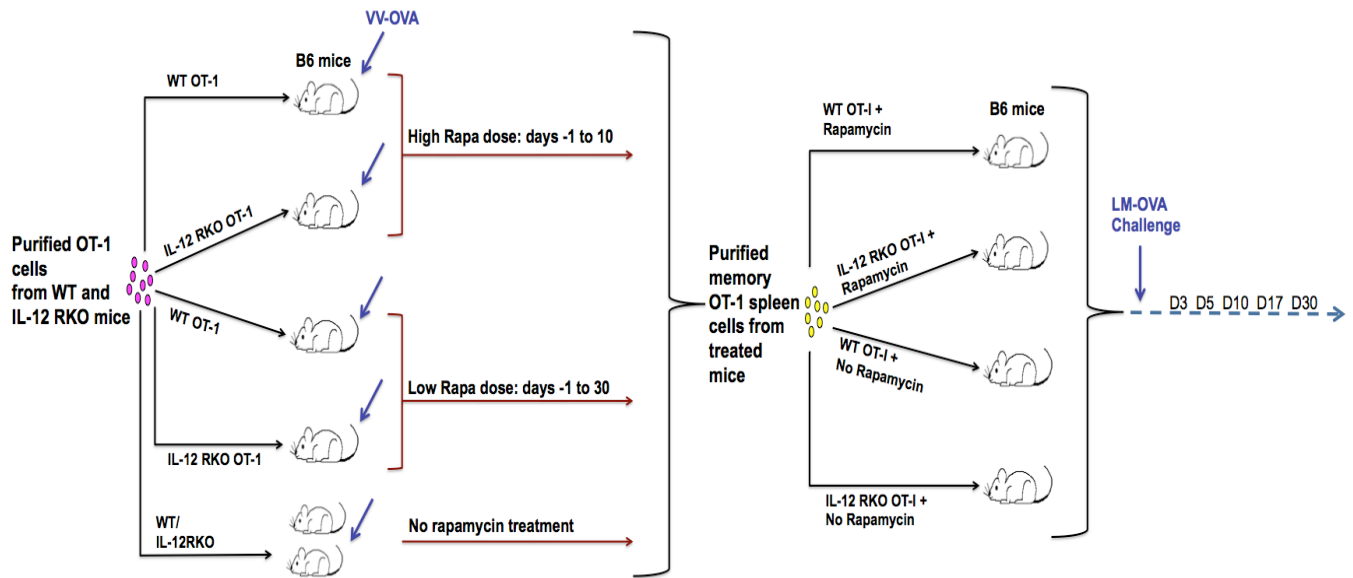 VV-OVA
B6 mice
WT OT-1
High Rapa dose: days -1 to 10
IL-12 RKO OT-1
Purified OT-1
cells
from WT and
IL-12 RKO mice
WT OT-1
Low Rapa dose: days -1 to 30
IL-12 RKO OT-1
WT/
IL-12RKO
No rapamycin treatment
Purified
memory
OT-1 spleen
cells from
treated
mice
WT OT-I +
Rapamycin
B6 mice
IL-12 RKO OT-I +
Rapamycin
WT OT-I +
No Rapamycin
IL-12 RKO OT-I +
No Rapamycin
LM-OVA
Challenge
D3 D5 D10 D17 D30